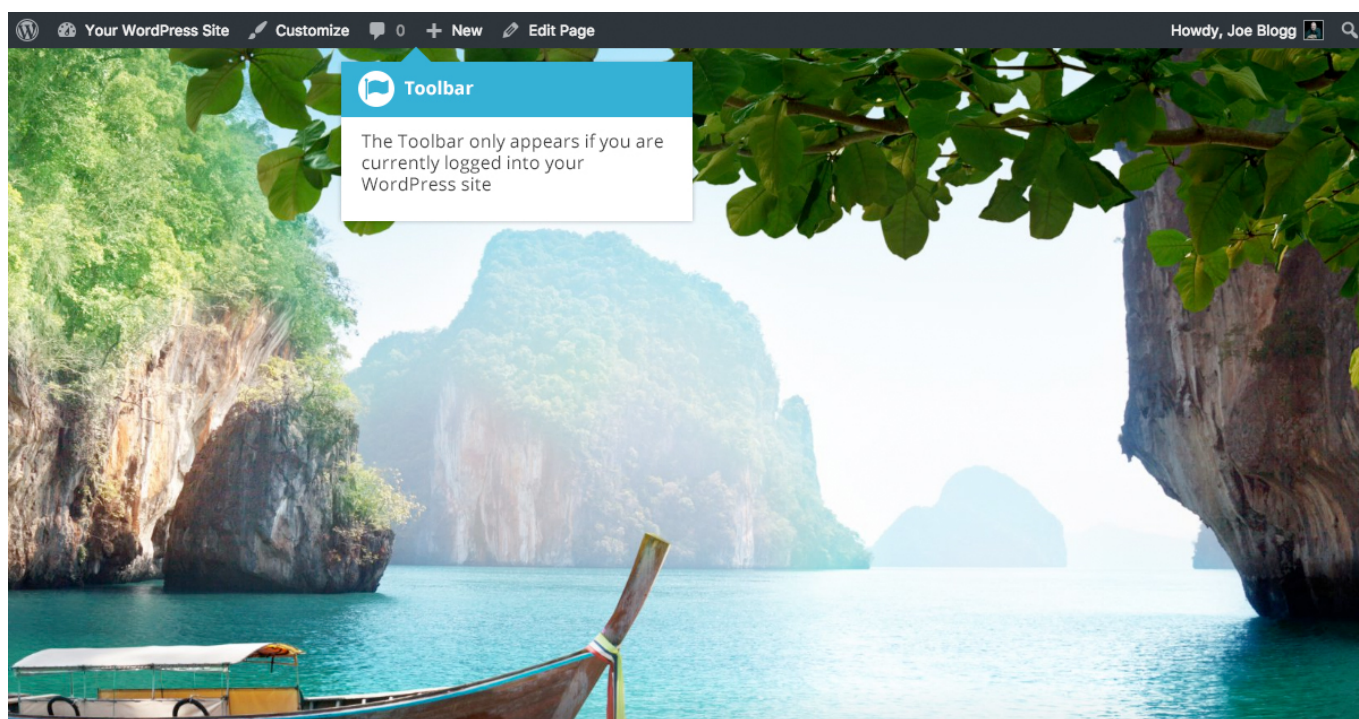 Your WordPress Site Customize 0 New Edit Page Howdy, Joe Blogg
Toolbar
The Toolbar only appears if you are
currently logged into your
WordPress site